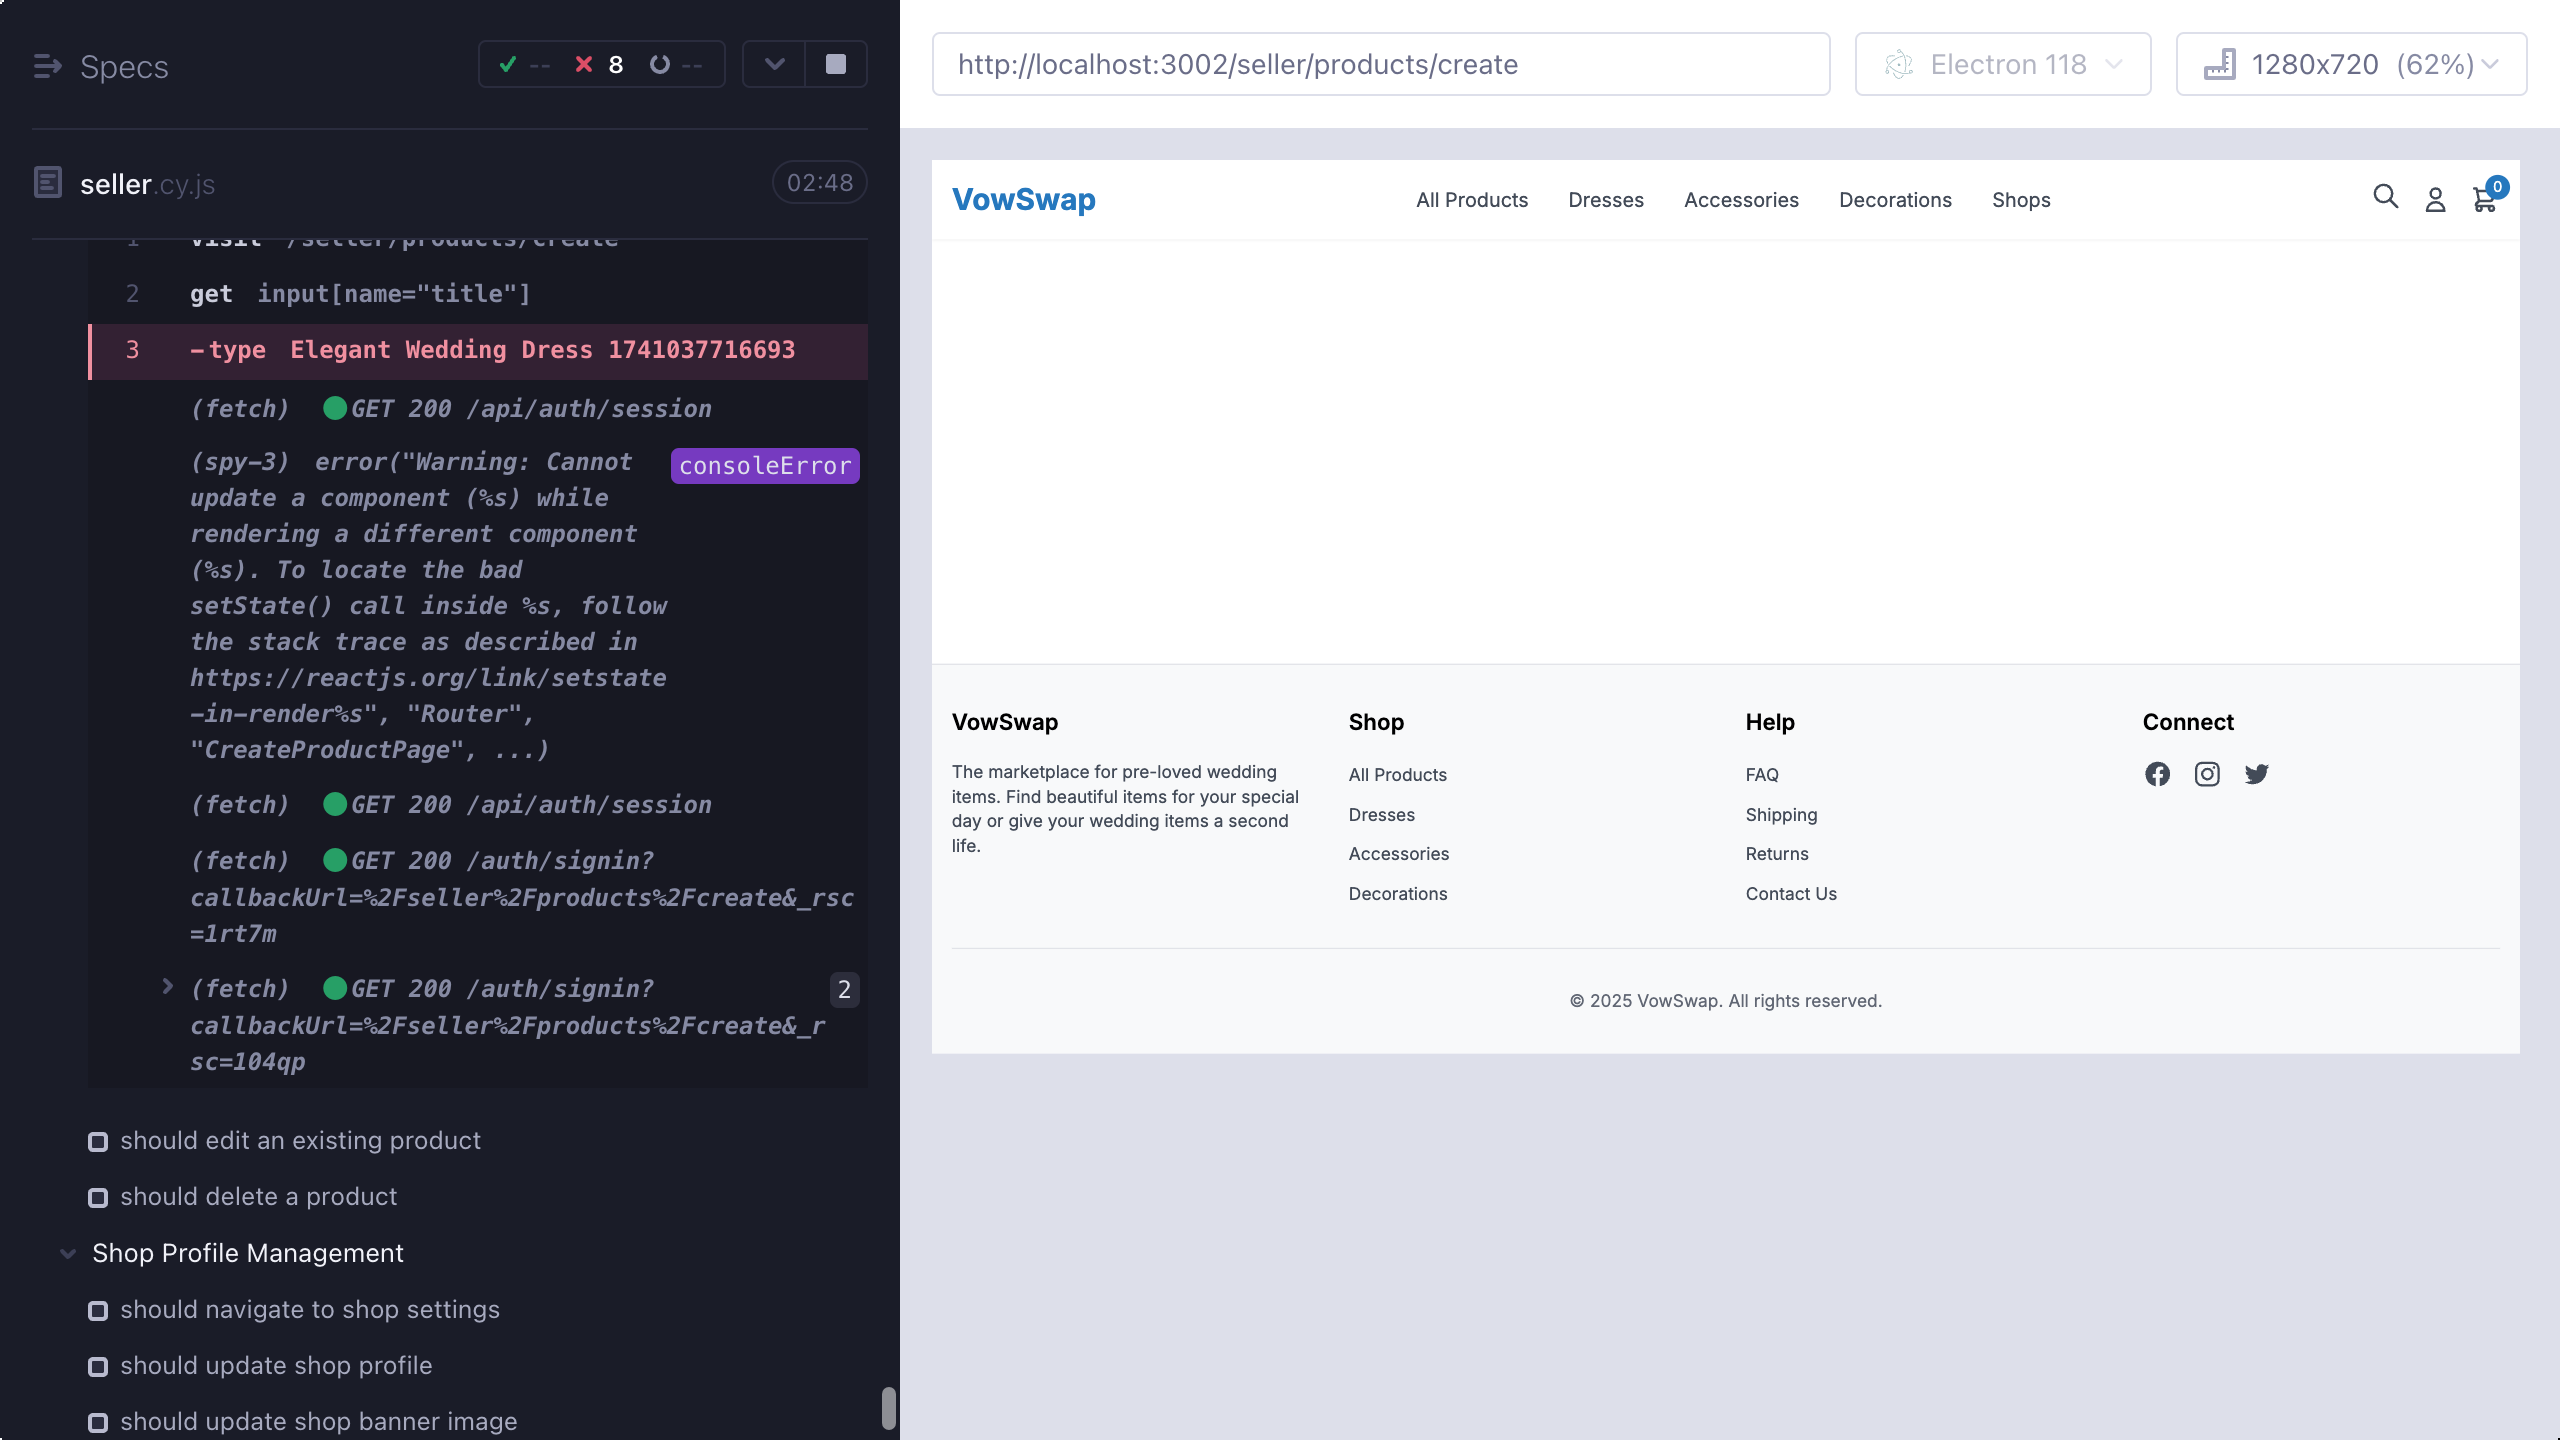 Specs
-- 8 --
seller.cy.js
02:48
1 visit /seller/products/create
2 get input[name="title"]
3 -type Elegant Wedding Dress 1741037716693
(fetch) GET 200 /api/auth/session
(spy-3) error("Warning: Cannot consoleError
update a component (%s) while
rendering a different component
(%s). To locate the bad
setState() call inside %s, follow
the stack trace as described in
https://reactjs.org/link/setstate
-in-render%s", "Router",
"CreateProductPage", ...)
(fetch) GET 200 /api/auth/session
(fetch) GET 200 /auth/signin?
callbackUrl=%2Fseller%2Fproducts%2Fcreate&_rsc
=1rt7m
(fetch) GET 200 /auth/signin? 2
callbackUrl=%2Fseller%2Fproducts%2Fcreate&_r
sc=104qp
should edit an existing product
should delete a product
Shop Profile Management
should navigate to shop settings
should update shop profile
should update shop banner image
http://localhost:3002/seller/products/create
Electron 118
1280x720 (62%)
VowSwap
All Products Dresses Accessories Decorations Shops
0
VowSwap
The marketplace for pre-loved wedding
items. Find beautiful items for your special
day or give your wedding items a second
life.
Shop
All Products
Dresses
Accessories
Decorations
Help
FAQ
Shipping
Returns
Contact Us
Connect
© 2025 VowSwap. All rights reserved.